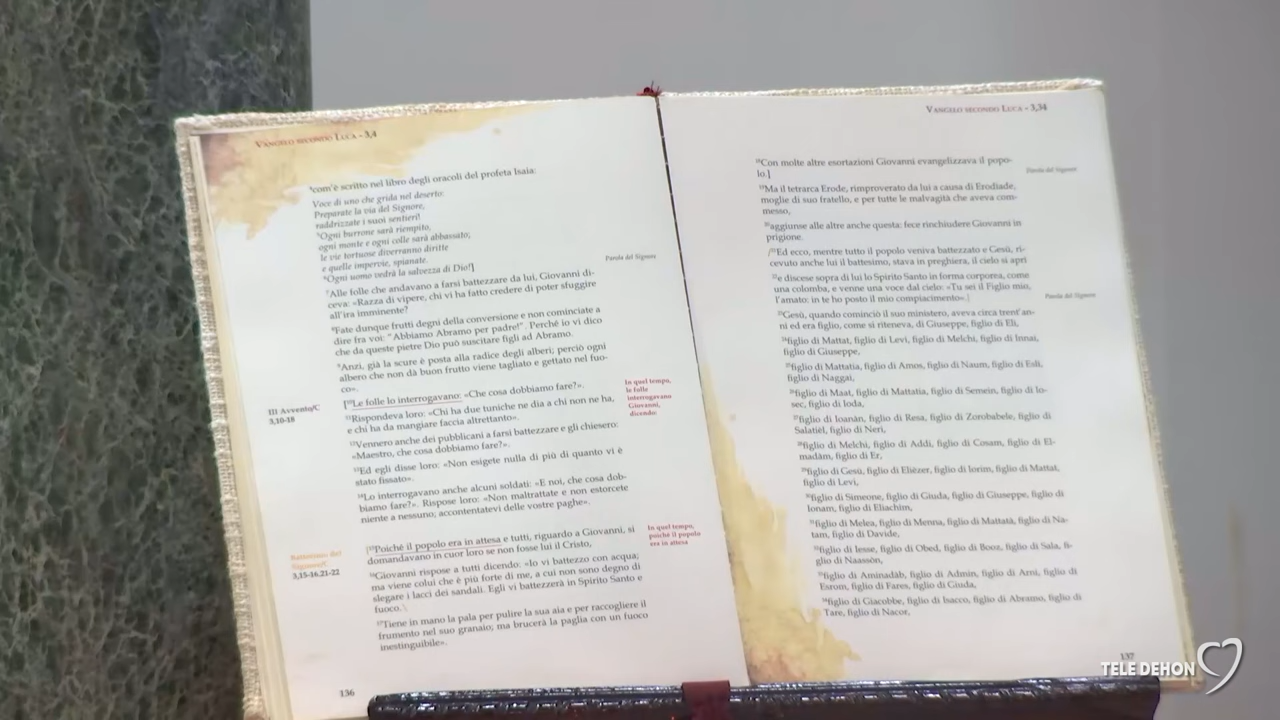 VANGELO SECONDO LUCA - 3,4
⁴com'è scritto nel libro degli oracoli del profeta Isaia:
Voce di uno che grida nel deserto:
Preparate la via del Signore,
raddrizzate i suoi sentieri!
⁵Ogni burrone sarà riempito,
ogni monte e ogni colle sarà abbassato;
le vie tortuose diverranno diritte
e quelle impervie, spianate.
⁶Ogni uomo vedrà la salvezza di Dio!]
Parola del Signore
⁷Alle folle che andavano a farsi battezzare da lui, Giovanni di-
ceva: «Razza di vipere, chi vi ha fatto credere di poter sfuggire
all'ira imminente?
⁸Fate dunque frutti degni della conversione e non cominciate a
dire fra voi: "Abbiamo Abramo per padre!". Perché io vi dico
che da queste pietre Dio può suscitare figli ad Abramo.
⁹Anzi, già la scure è posta alla radice degli alberi; perciò ogni
albero che non dà buon frutto viene tagliato e gettato nel fuo-
co».
III Avvento/C
3,10-18
[¹⁰Le folle lo interrogavano: «Che cosa dobbiamo fare?».
In quel tempo,
le folle
interrogavano
Giovanni,
dicendo:
¹¹Rispondeva loro: «Chi ha due tuniche ne dia a chi non ne ha,
e chi ha da mangiare faccia altrettanto».
¹²Vennero anche dei pubblicani a farsi battezzare e gli chiesero:
«Maestro, che cosa dobbiamo fare?».
¹³Ed egli disse loro: «Non esigete nulla di più di quanto vi è
stato fissato».
¹⁴Lo interrogavano anche alcuni soldati: «E noi, che cosa dob-
biamo fare?». Rispose loro: «Non maltrattate e non estorcete
niente a nessuno; accontentatevi delle vostre paghe».
Battesimo del
Signore/C
3,15-16.21-22
[¹⁵Poiché il popolo era in attesa e tutti, riguardo a Giovanni, si
domandavano in cuor loro se non fosse lui il Cristo,
In quel tempo,
poiché il popolo
era in attesa
¹⁶Giovanni rispose a tutti dicendo: «Io vi battezzo con acqua;
ma viene colui che è più forte di me, a cui non sono degno di
slegare i lacci dei sandali. Egli vi battezzerà in Spirito Santo e
fuoco.
¹⁷Tiene in mano la pala per pulire la sua aia e per raccogliere il
frumento nel suo granaio; ma brucerà la paglia con un fuoco
inestinguibile».
136
VANGELO SECONDO LUCA - 3,34
¹⁸Con molte altre esortazioni Giovanni evangelizzava il popo-
lo.]
Parola del Signore
¹⁹Ma il tetrarca Erode, rimproverato da lui a causa di Erodìade,
moglie di suo fratello, e per tutte le malvagità che aveva com-
messo,
²⁰aggiunse alle altre anche questa: fece rinchiudere Giovanni in
prigione.
[²¹Ed ecco, mentre tutto il popolo veniva battezzato e Gesù, ri-
cevuto anche lui il battesimo, stava in preghiera, il cielo si aprì
²²e discese sopra di lui lo Spirito Santo in forma corporea, come
una colomba, e venne una voce dal cielo: «Tu sei il Figlio mio,
l'amato: in te ho posto il mio compiacimento».]
Parola del Signore
²³Gesù, quando cominciò il suo ministero, aveva circa trent'an-
ni ed era figlio, come si riteneva, di Giuseppe, figlio di Eli,
²⁴figlio di Mattat, figlio di Levi, figlio di Melchi, figlio di Innai,
figlio di Giuseppe,
²⁵figlio di Mattatia, figlio di Amos, figlio di Naum, figlio di Esli,
figlio di Naggai,
²⁶figlio di Maat, figlio di Mattatia, figlio di Semein, figlio di Io-
sec, figlio di Ioda,
²⁷figlio di Ioanàn, figlio di Resa, figlio di Zorobabele, figlio di
Salatièl, figlio di Neri,
²⁸figlio di Melchi, figlio di Addi, figlio di Cosam, figlio di El-
madàm, figlio di Er,
²⁹figlio di Gesù, figlio di Elièzer, figlio di Iorim, figlio di Mattat,
figlio di Levi,
³⁰figlio di Simeone, figlio di Giuda, figlio di Giuseppe, figlio di
Ionam, figlio di Eliachim,
³¹figlio di Melea, figlio di Menna, figlio di Mattatà, figlio di Na-
tam, figlio di Davide,
³²figlio di Iesse, figlio di Obed, figlio di Booz, figlio di Sala, fi-
glio di Naassòn,
³³figlio di Aminadàb, figlio di Admin, figlio di Arni, figlio di
Esrom, figlio di Fares, figlio di Giuda,
³⁴figlio di Giacobbe, figlio di Isacco, figlio di Abramo, figlio di
Tare, figlio di Nacor,
137
TELE DEHON